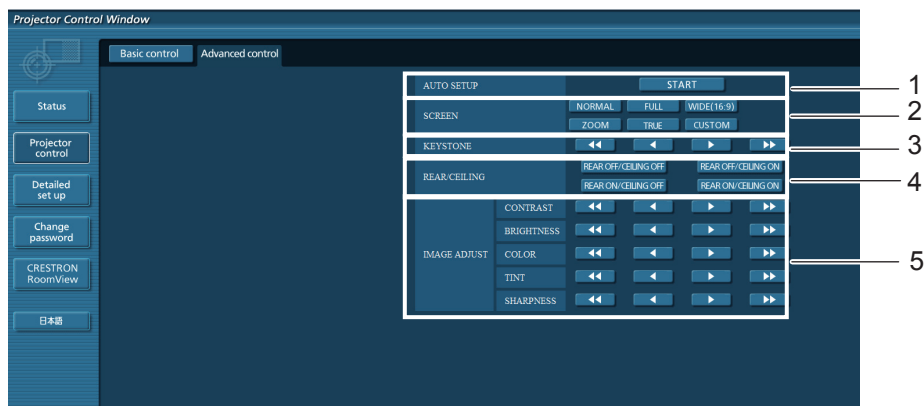 Projector Control Window
Basic control Advanced control
AUTO SETUP START 1
Status
SCREEN NORMAL FULL WIDE(16:9) 2
ZOOM TRUE CUSTOM
Projector
control
KEYSTONE 3
REAR/CEILING REAR OFF/CEILING OFF REAR OFF/CEILING ON 4
REAR ON/CEILING OFF REAR ON/CEILING ON
Detailed
set up
CONTRAST
Change
password
BRIGHTNESS
IMAGE ADJUST COLOR 5
CRESTRON
RoomView
TINT
SHARPNESS
日本語